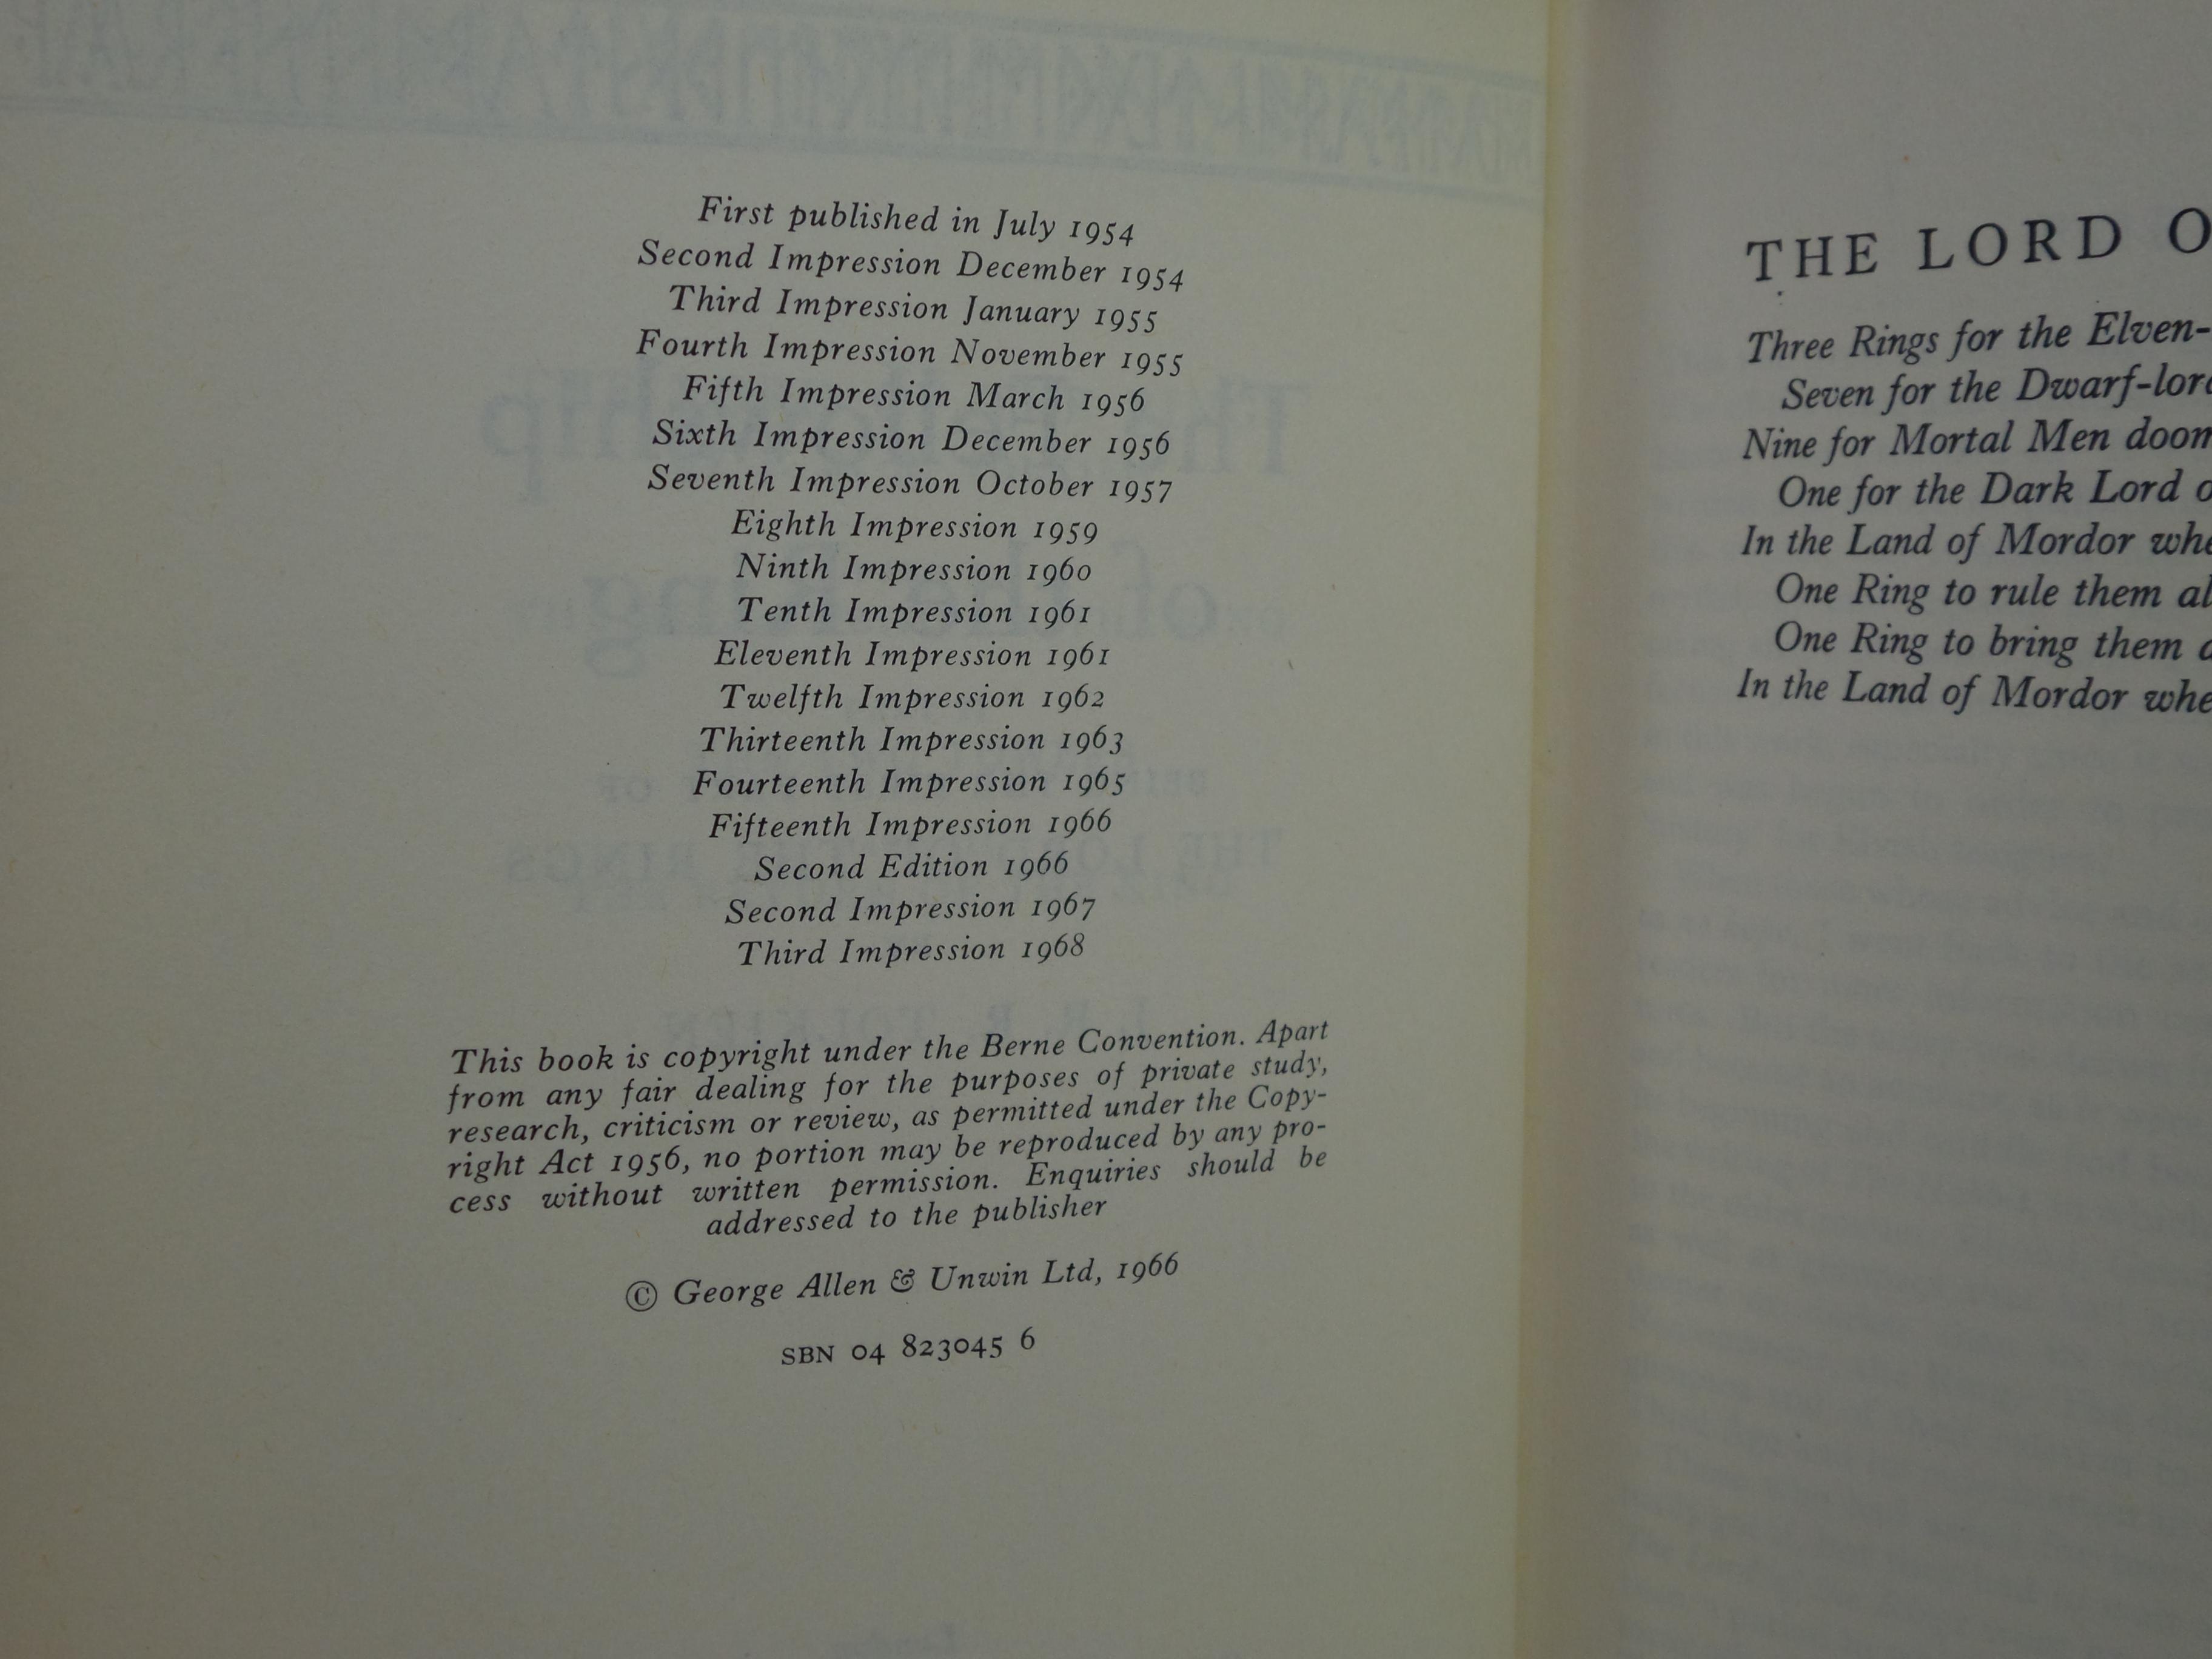 First published in July 1954
Second Impression December 1954
Third Impression January 1955
Fourth Impression November 1955
Fifth Impression March 1956
Sixth Impression December 1956
Seventh Impression October 1957
Eighth Impression 1959
Ninth Impression 1960
Tenth Impression 1961
Eleventh Impression 1961
Twelfth Impression 1962
Thirteenth Impression 1963
Fourteenth Impression 1965
Fifteenth Impression 1966
Second Edition 1966
Second Impression 1967
Third Impression 1968
This book is copyright under the Berne Convention. Apart
from any fair dealing for the purposes of private study,
research, criticism or review, as permitted under the Copy-
right Act 1956, no portion may be reproduced by any pro-
cess without written permission. Enquiries should be
addressed to the publisher
© George Allen & Unwin Ltd, 1966
SBN 04 823045 6
THE LORD O
Three Rings for the Elven-
Seven for the Dwarf-lor
Nine for Mortal Men doom
One for the Dark Lord o
In the Land of Mordor whe
One Ring to rule them al
One Ring to bring them a
In the Land of Mordor whe